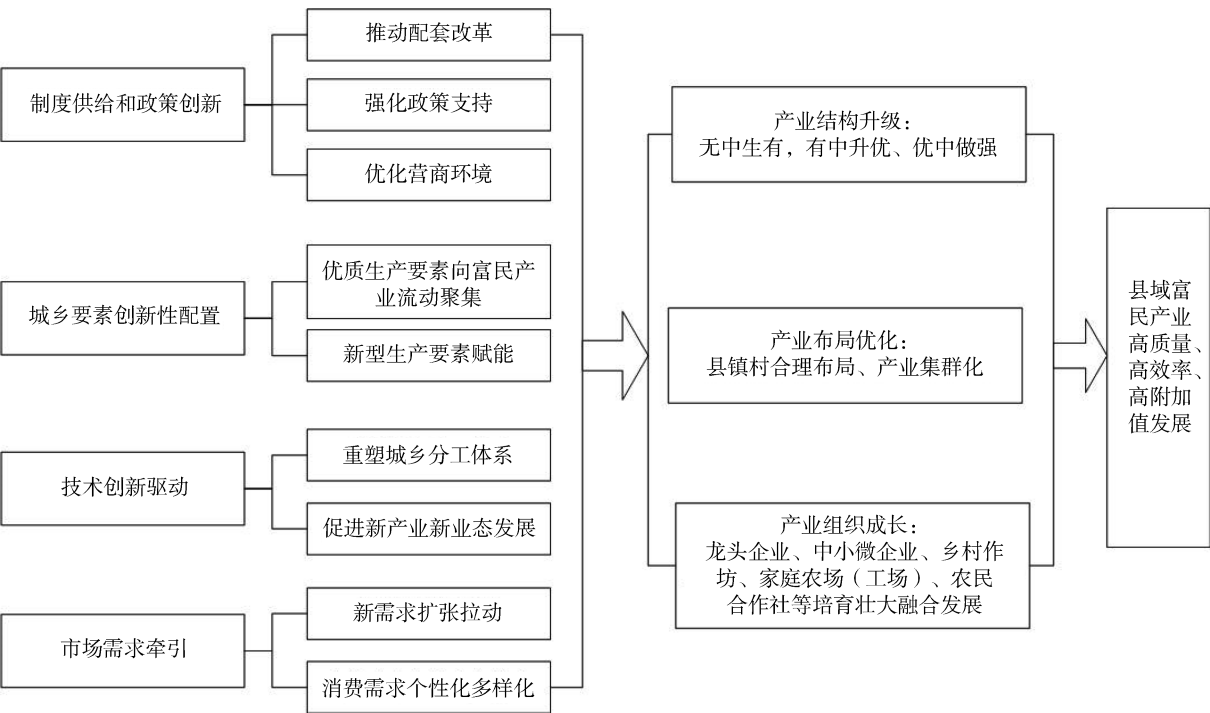 制度供给和政策创新
推动配套改革
强化政策支持
优化营商环境
城乡要素创新性配置
优质生产要素向富民产
业流动聚集
新型生产要素赋能
技术创新驱动
重塑城乡分工体系
促进新产业新业态发展
市场需求牵引
新需求扩张拉动
消费需求个性化多样化
产业结构升级：
无中生有，有中升优、优中做强
产业布局优化：
县镇村合理布局、产业集群化
产业组织成长：
龙头企业、中小微企业、乡村作
坊、家庭农场（工场）、农民
合作社等培育壮大融合发展
县域富
民产业
高质量、
高效率、
高附加
值发展